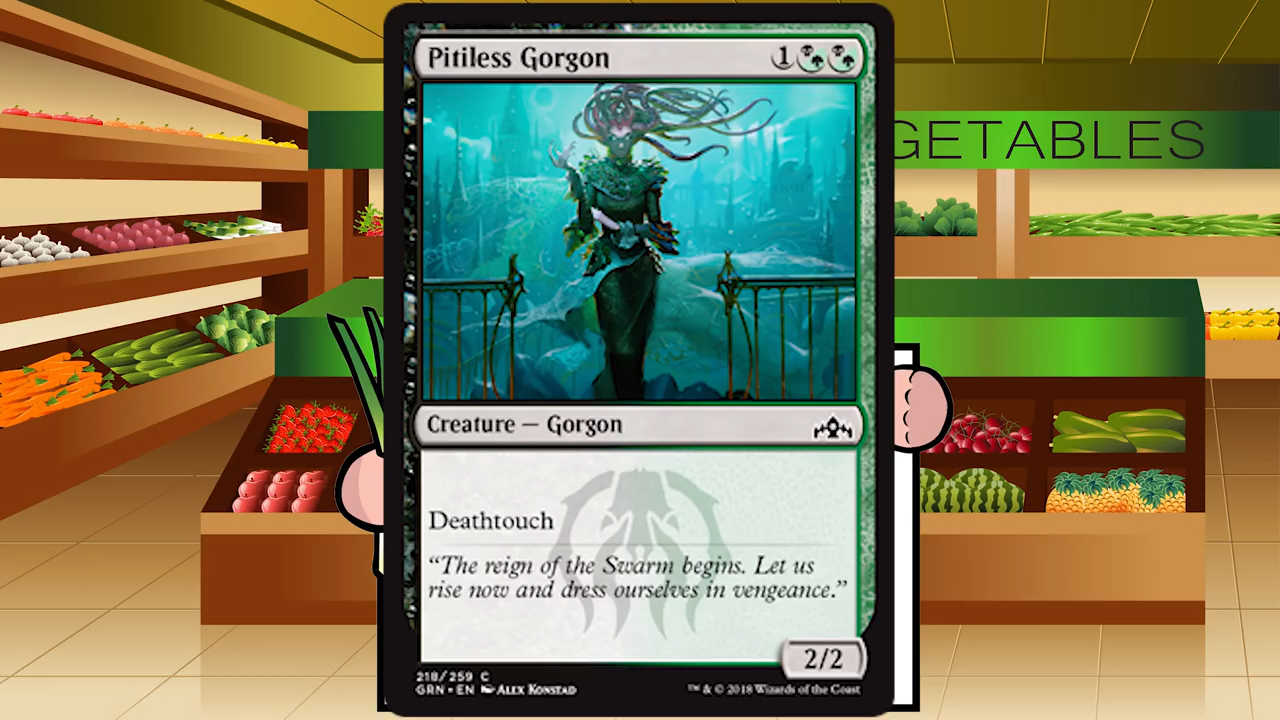 Pitiless Gorgon 1
GETABLES
Creature — Gorgon
Deathtouch
“The reign of the Swarm begins. Let us
rise now and dress ourselves in vengeance.”
2/2
218/259 C
GRN • EN Alex Konstad
™ & © 2018 Wizards of the Coast